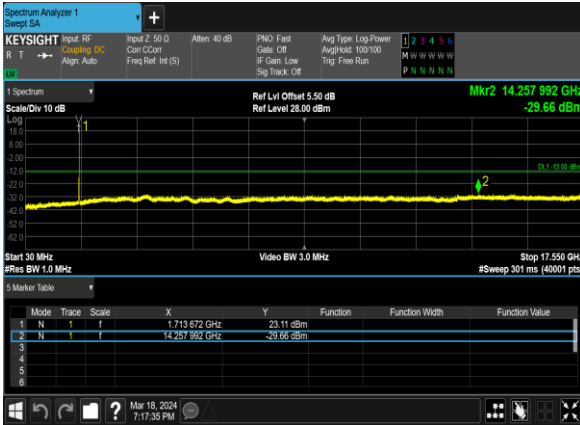 Spectrum Analyzer 1
Swept SA
KEYSIGHT Input: RF Input Z: 50 Ω Atten: 40 dB PNO: Fast Avg Type: Log-Power 1 2 3 4 5 6
R T Coupling: DC Corr CCorr Gate: Off Avg|Hold: 100/100 M W W W W W
Align: Auto Freq Ref: Int (S) IF Gain: Low Trig: Free Run
Sig Track: Off P N N N N N
LV
1 Spectrum Ref Lvl Offset 5.50 dB Mkr2 14.257 992 GHz
Scale/Div 10 dB Ref Level 28.00 dBm -29.66 dBm
Log
18.0
8.00
-2.00
-12.0
-22.0
-32.0
-42.0
-52.0
-62.0
1
DL1 -13.00 dBm
2
Start 30 MHz Video BW 3.0 MHz Stop 17.550 GHz
#Res BW 1.0 MHz #Sweep 301 ms (40001 pts
5 Marker Table
Mode Trace Scale X Y Function Function Width Function Value
1 N 1 f 1.713 672 GHz 23.11 dBm
2 N 1 f 14.257 992 GHz -29.66 dBm
3
4
5
6
? Mar 18, 2024
7:17:35 PM